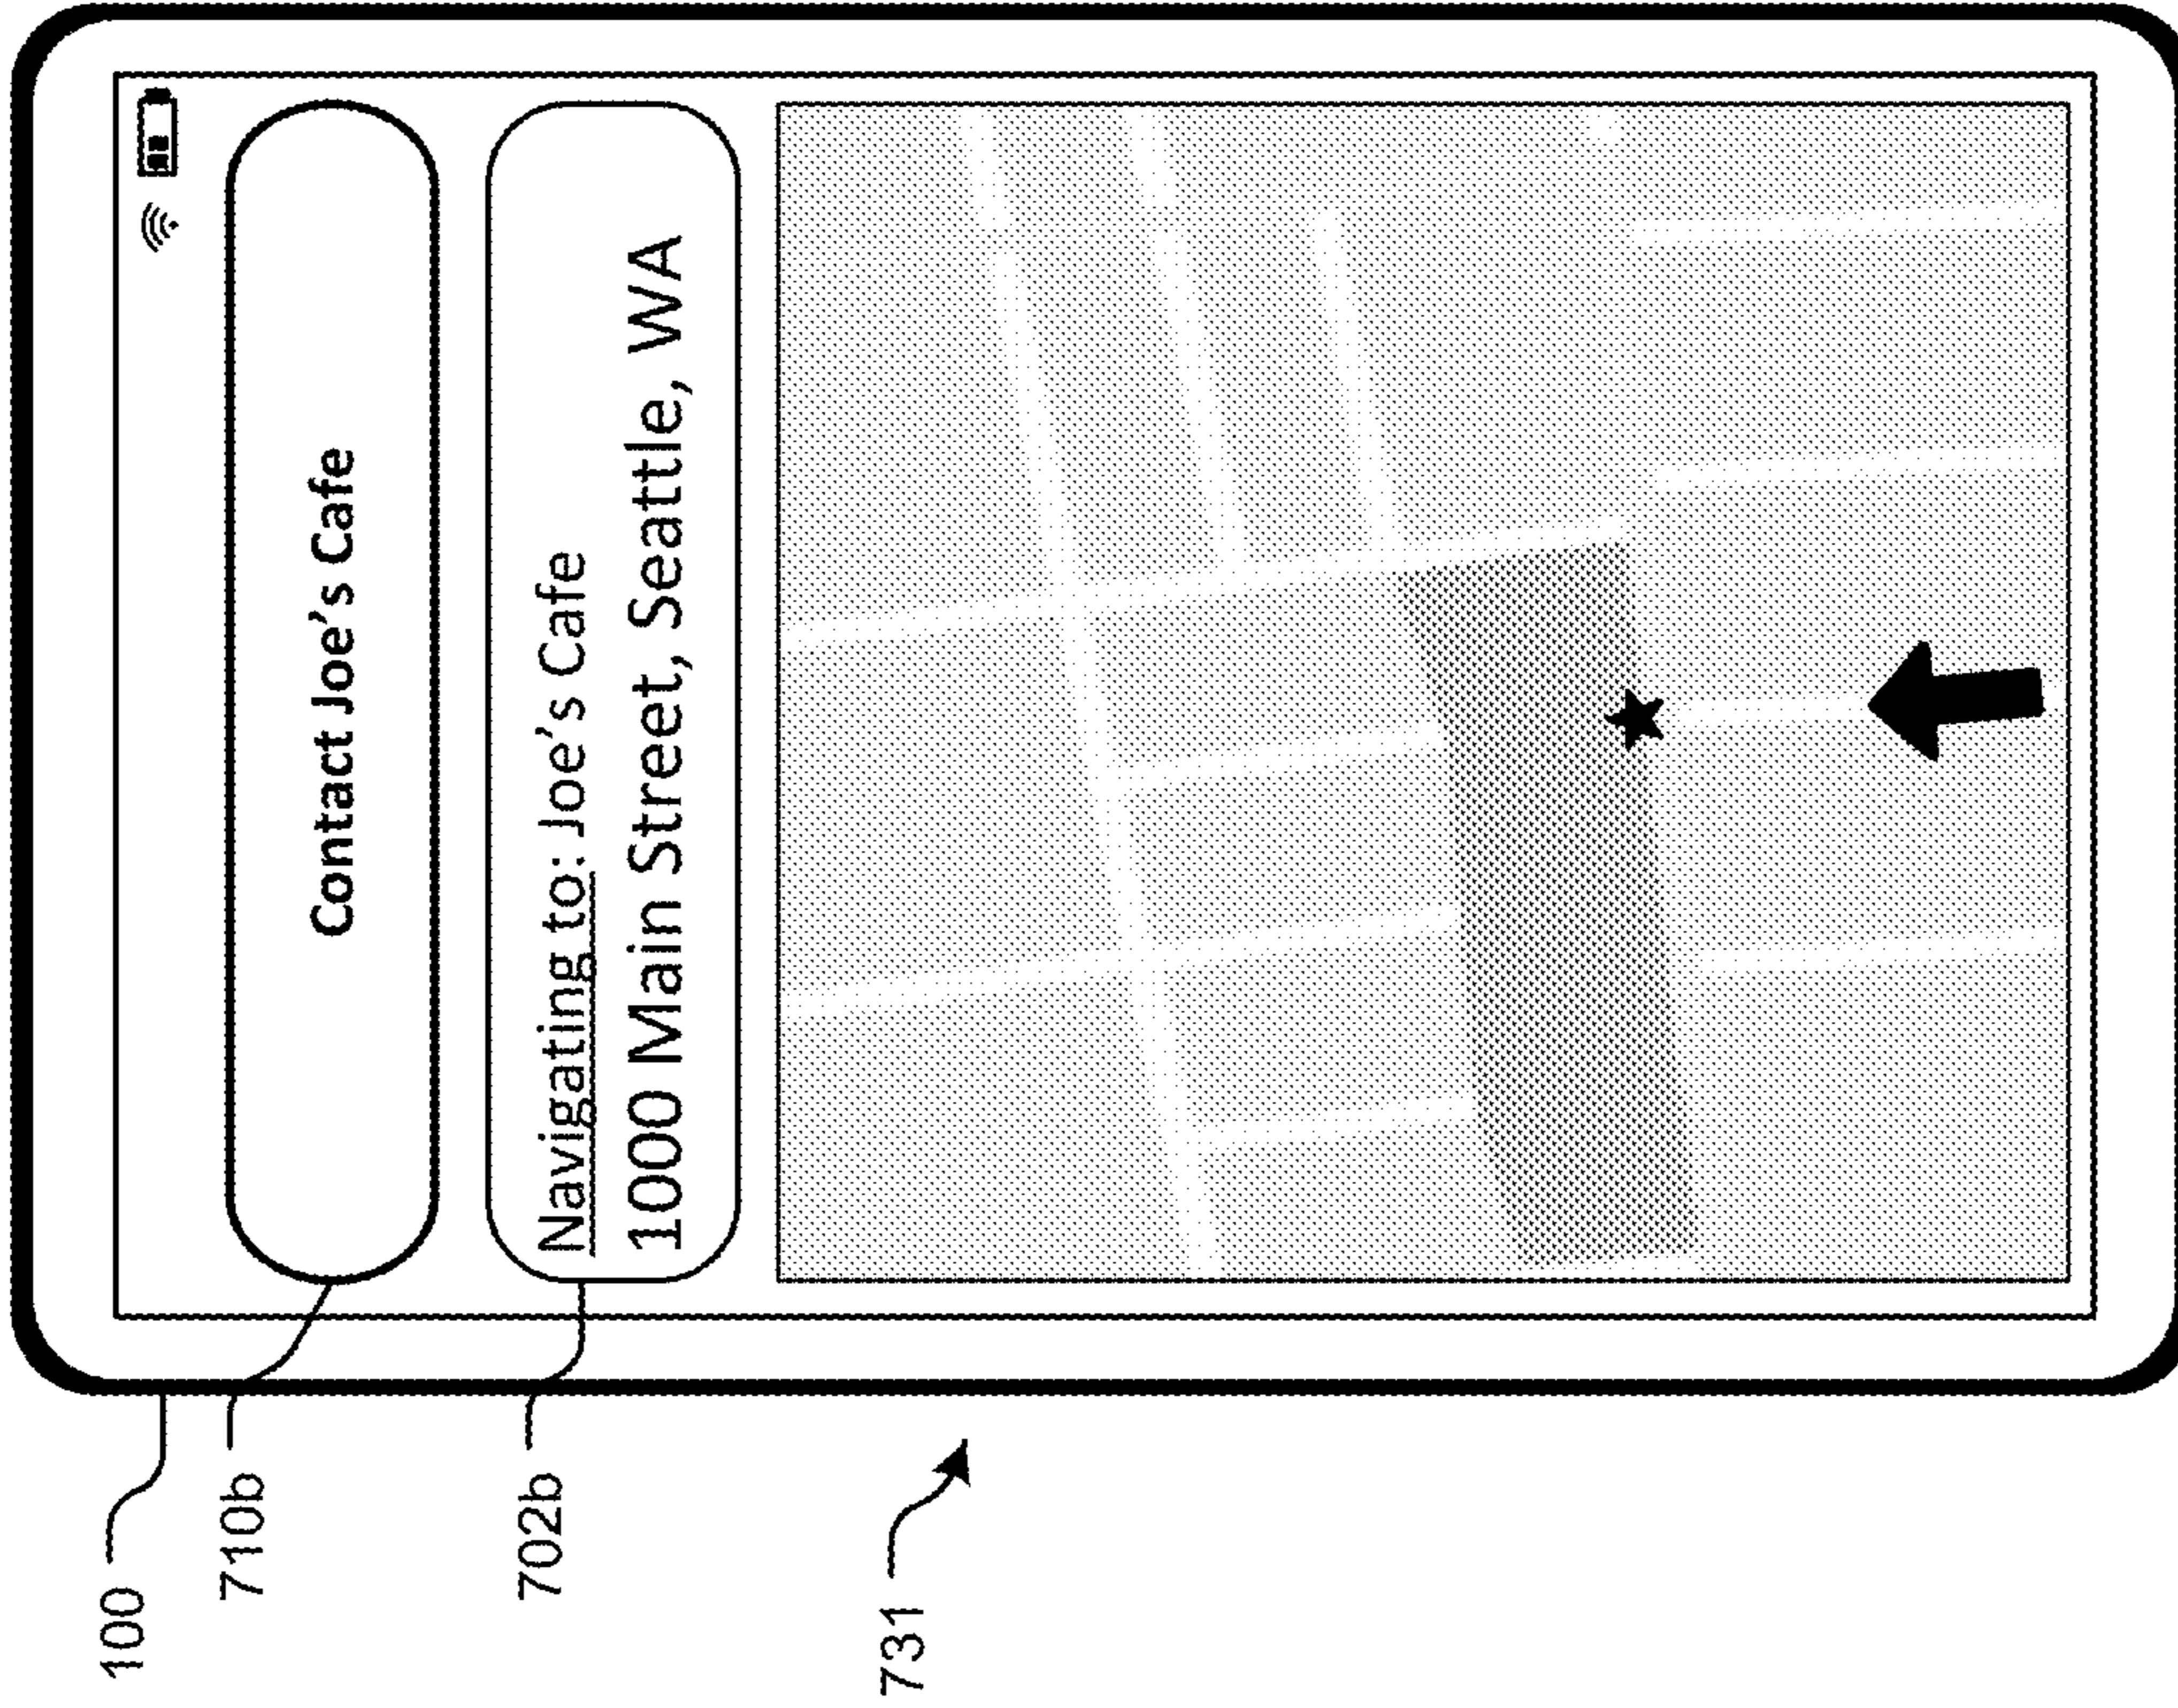 100
710b
Contact Joe's Cafe
702b
Navigating to: Joe's Cafe
1000 Main Street, Seattle, WA
731